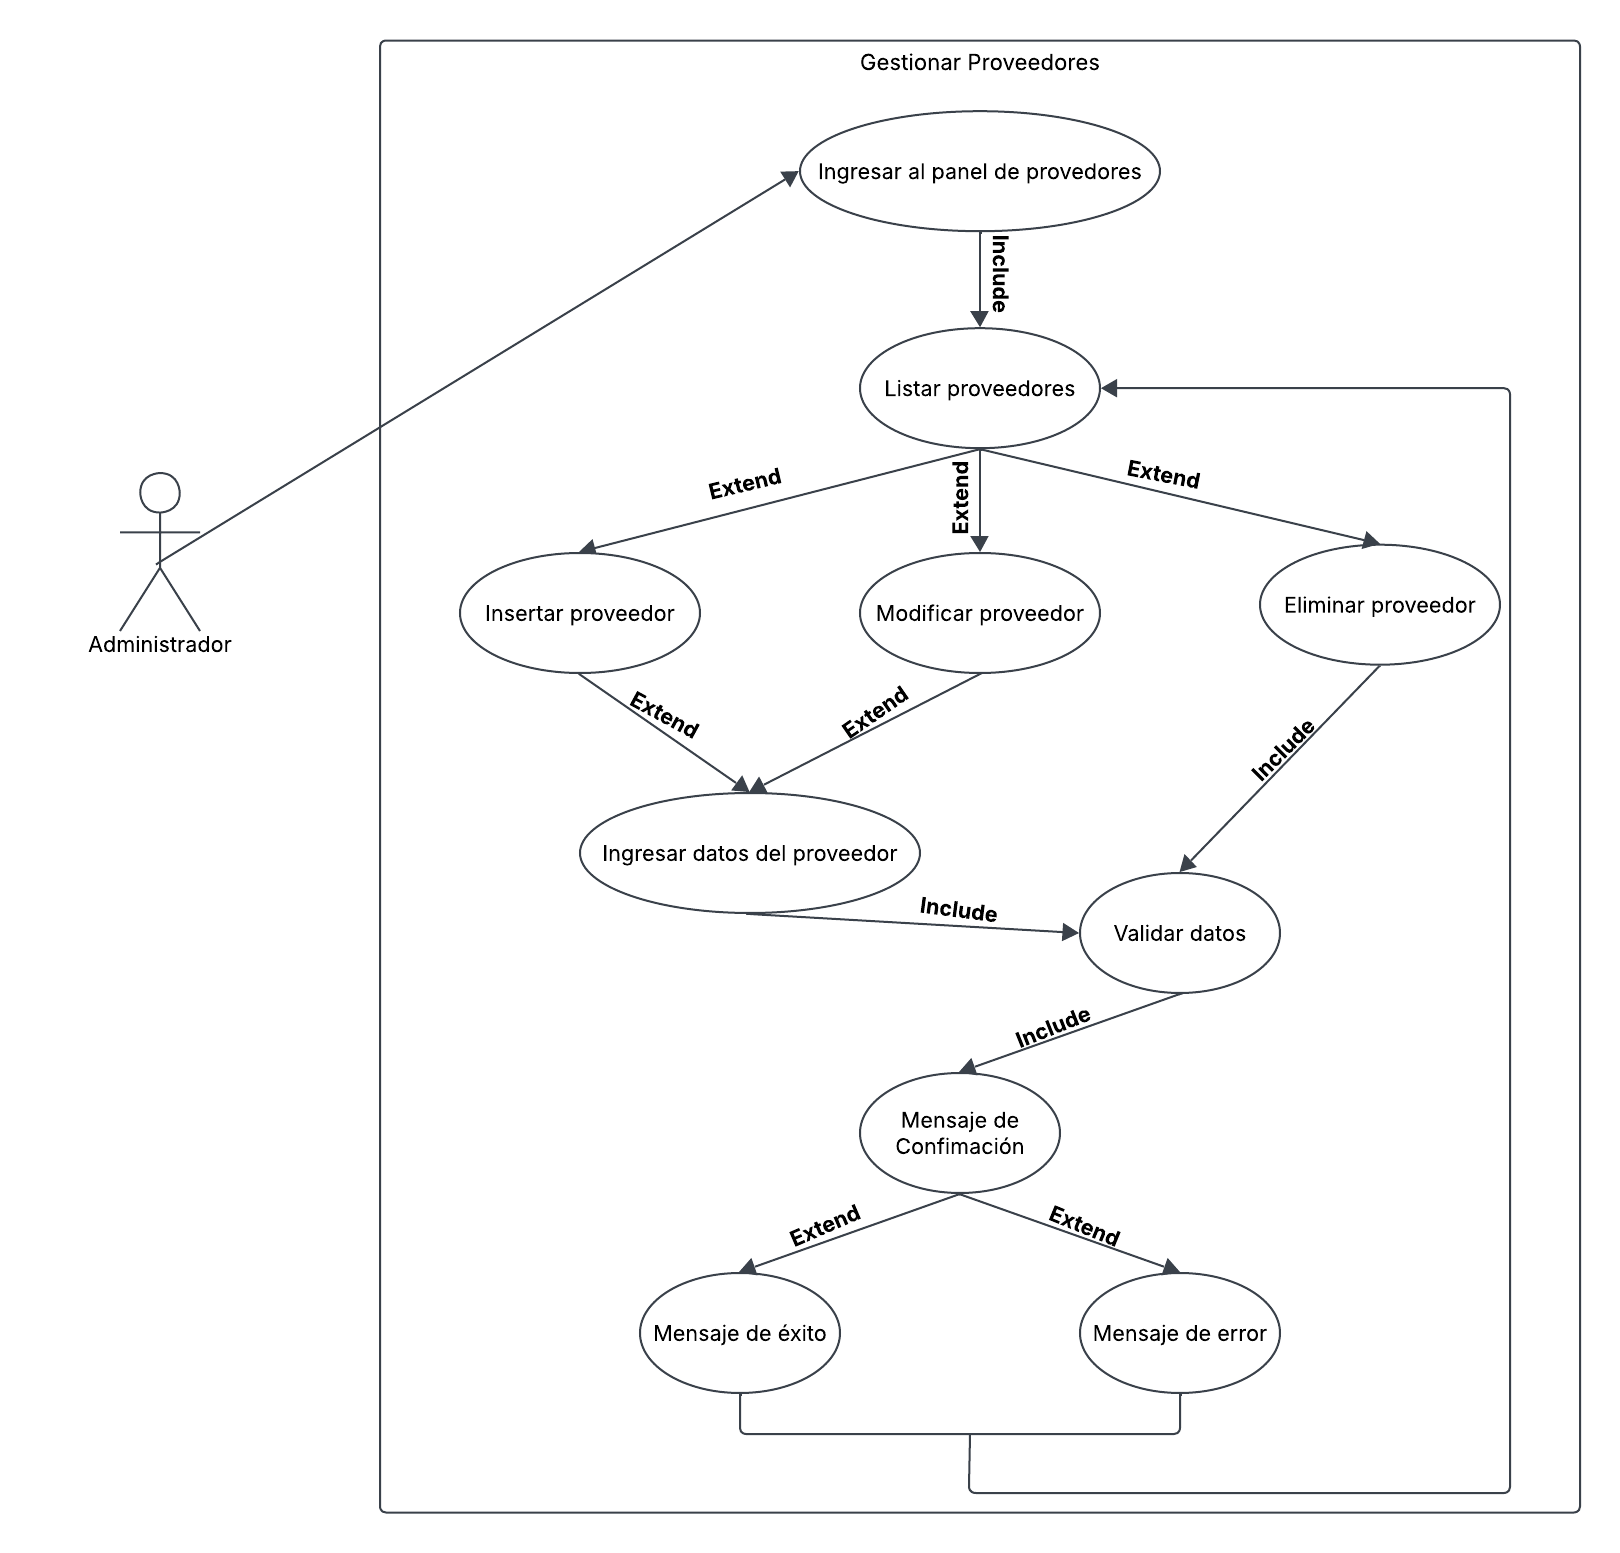 Gestionar Proveedores
Ingresar al panel de provedores
Include
Listar proveedores
Extend
Extend
Extend
Insertar proveedor
Modificar proveedor
Eliminar proveedor
Administrador
Extend
Extend
Include
Ingresar datos del proveedor
Include
Validar datos
Include
Mensaje de
Confimación
Extend
Extend
Mensaje de éxito
Mensaje de error